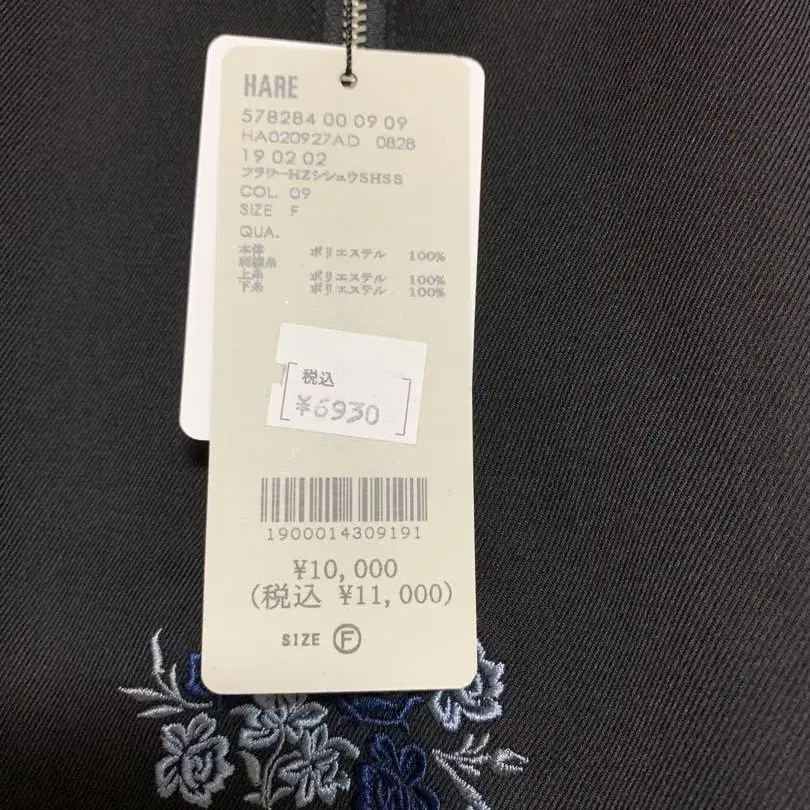 HARE
578284 00 09 09
HA020927AD 0828
19 02 02
フラワーHZシシュウSHSS
COL. 09
SIZE F
QUA.
本体 ポリエステル 100%
刺繍糸
上糸 ポリエステル 100%
下糸 ポリエステル 100%
税込
¥6930
1900014309191
¥10,000
(税込 ¥11,000)
SIZE F